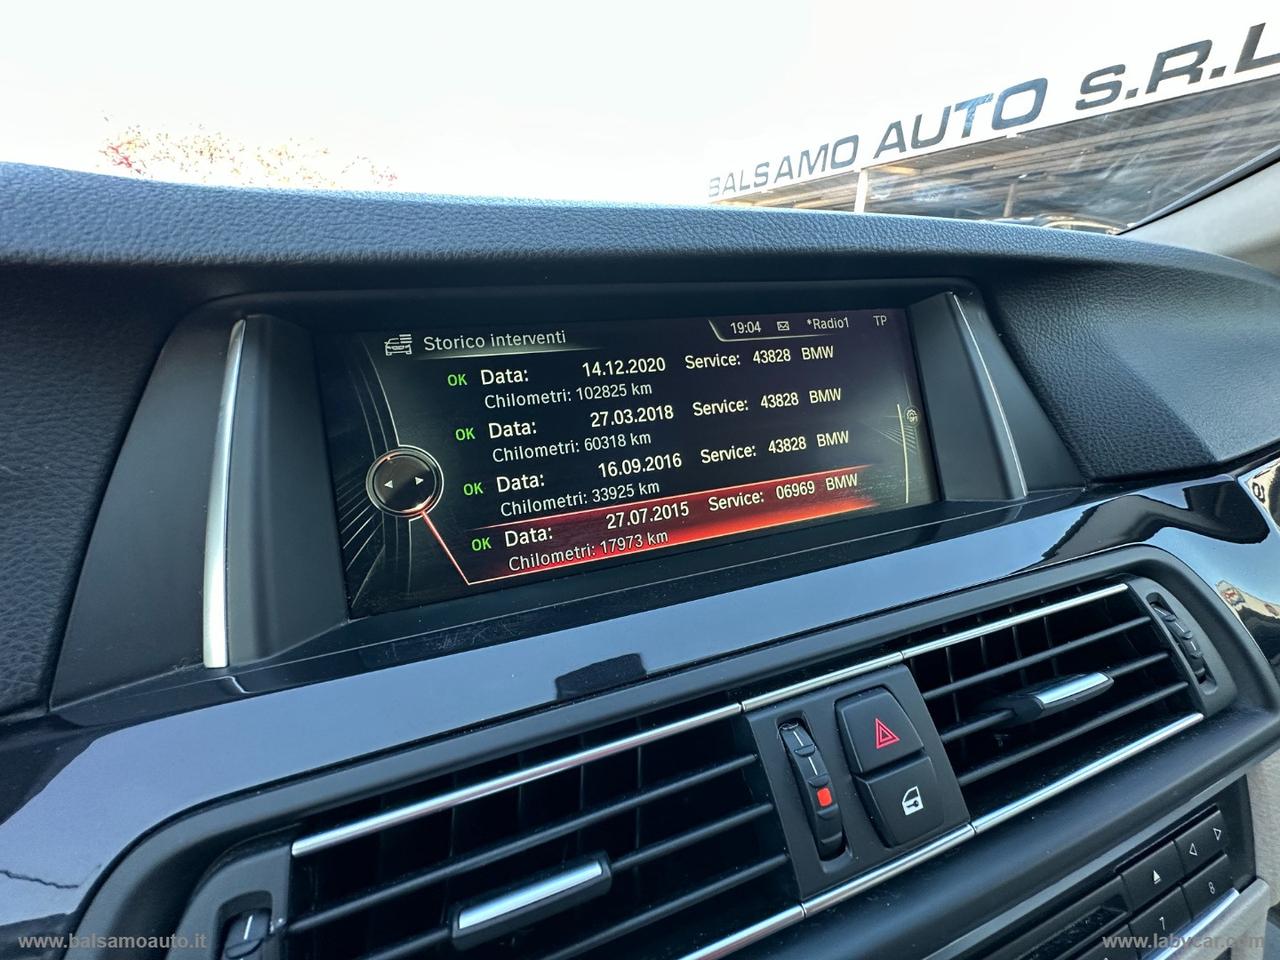 BALSAMO AUTO S.R.L
Storico interventi
19:04 *Radio1 TP
OK Data: 14.12.2020 Service: 43828 BMW
Chilometri: 102825 km
OK Data: 27.03.2018 Service: 43828 BMW
Chilometri: 60318 km
OK Data: 16.09.2016 Service: 43828 BMW
Chilometri: 33925 km
OK Data: 27.07.2015 Service: 06969 BMW
Chilometri: 17973 km
7 8
www.balsamoauto.it
www.labycar.com